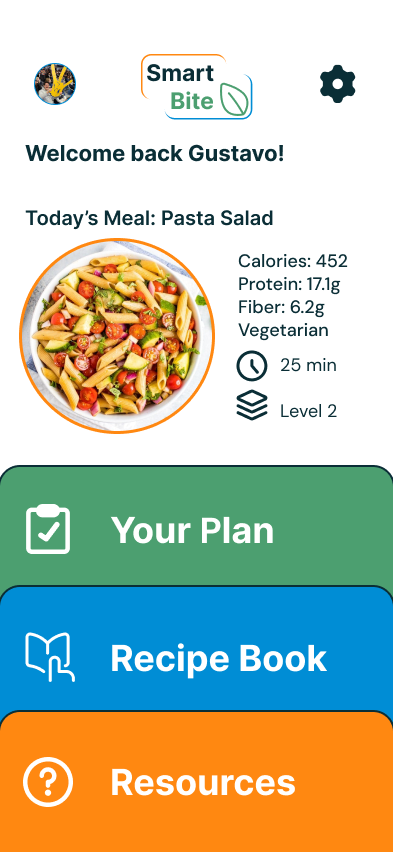 Smart
Bite
Welcome back Gustavo!
Today’s Meal: Pasta Salad
Calories: 452
Protein: 17.1g
Fiber: 6.2g
Vegetarian
25 min
Level 2
Your Plan
Recipe Book
Resources